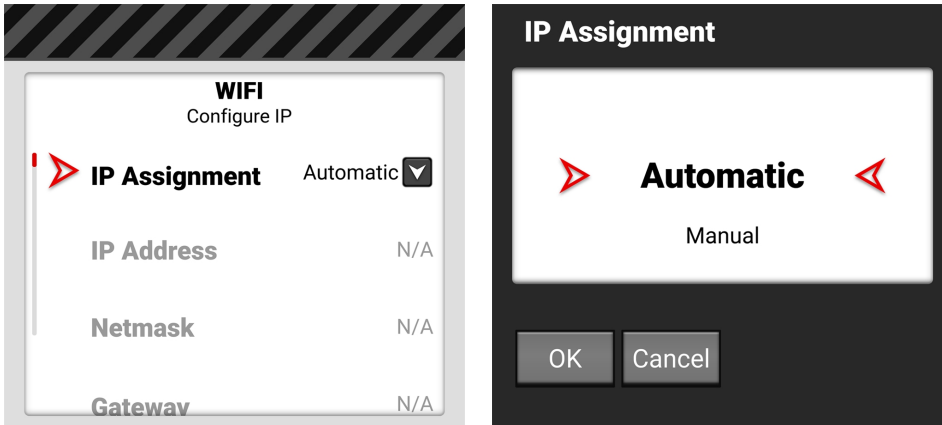 WIFI
Configure IP
IP Assignment Automatic
IP Address N/A
Netmask N/A
Gateway N/A
IP Assignment
Automatic
Manual
OK Cancel